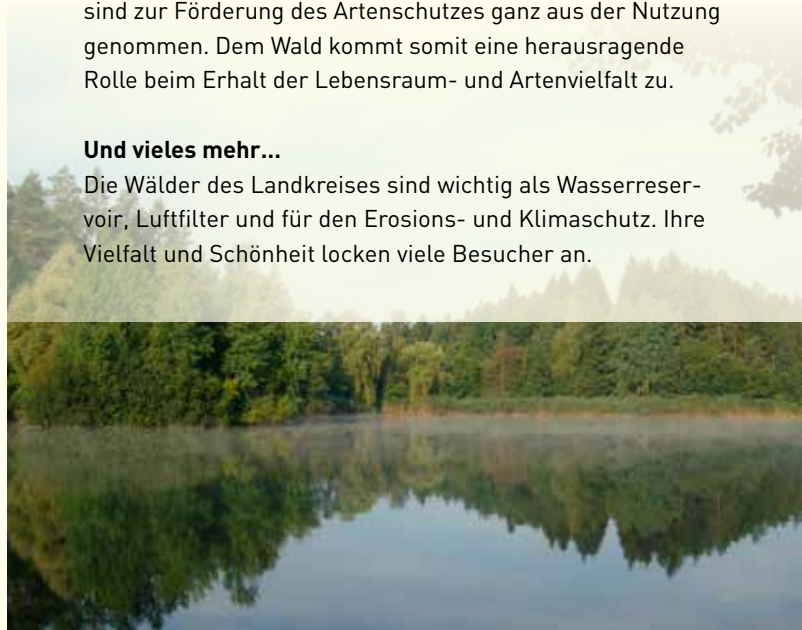 sind zur Förderung des Artenschutzes ganz aus der Nutzung
genommen. Dem Wald kommt somit eine herausragende
Rolle beim Erhalt der Lebensraum- und Artenvielfalt zu.
Und vieles mehr...
Die Wälder des Landkreises sind wichtig als Wasserreser-
voir, Luftfilter und für den Erosions- und Klimaschutz. Ihre
Vielfalt und Schönheit locken viele Besucher an.